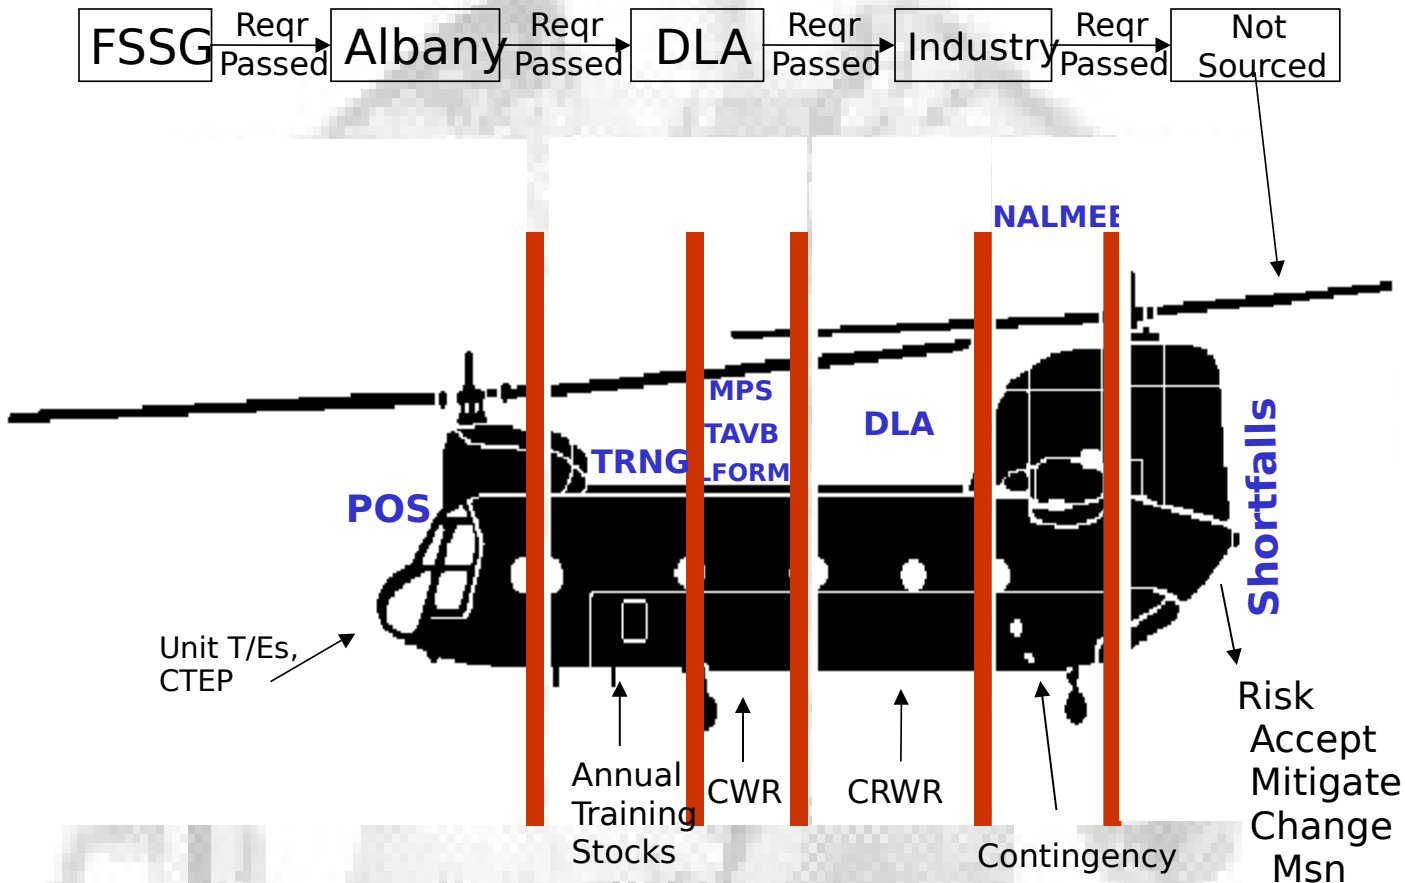 FSSG
Reqr
Passed
Albany
Reqr
Passed
DLA
Reqr
Passed
Industry
Reqr
Passed
Not
Sourced
NALMEB
MPS
TAVB
LFORM
DLA
TRNG
POS
Shortfalls
Unit T/Es,
CTEP
Annual
Training
Stocks
CWR
CRWR
Contingency
Risk
Accept
Mitigate
Change
Msn